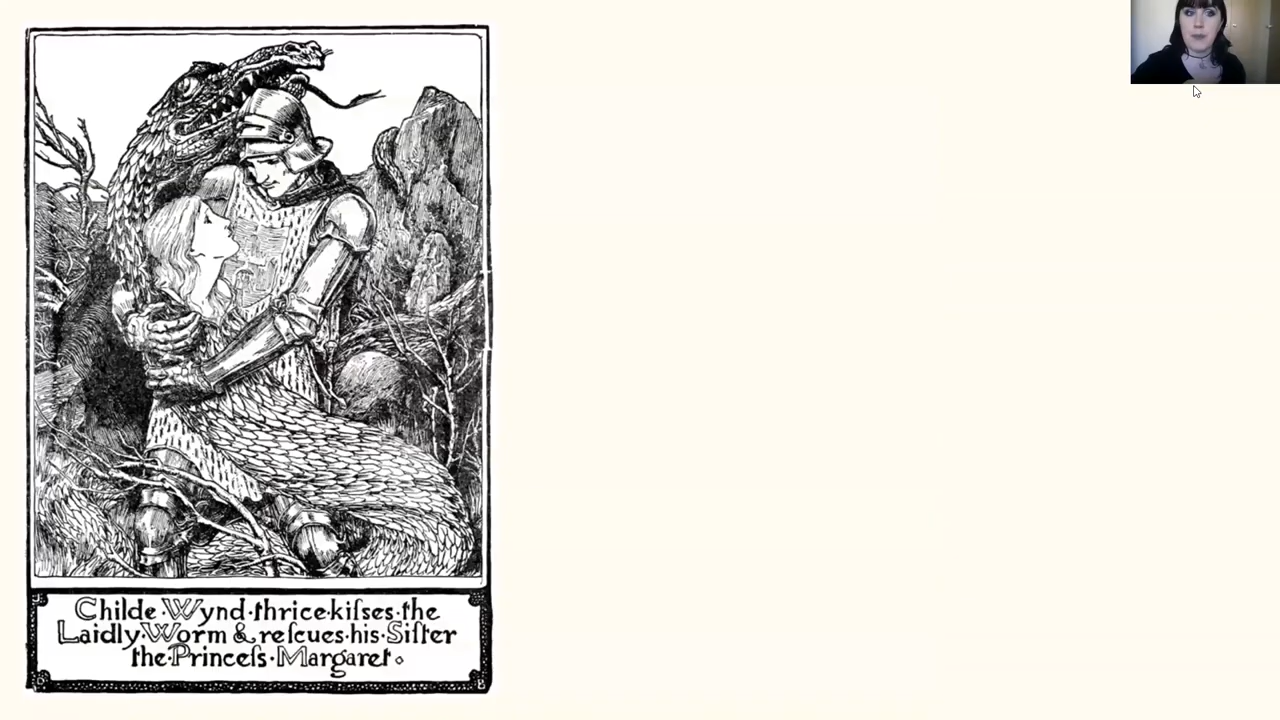 Childe·Wynd·thrice·kiſses·the
Laidly·Worm & reſcues·his·Siſter
the·Princeſs·Margaret⋄